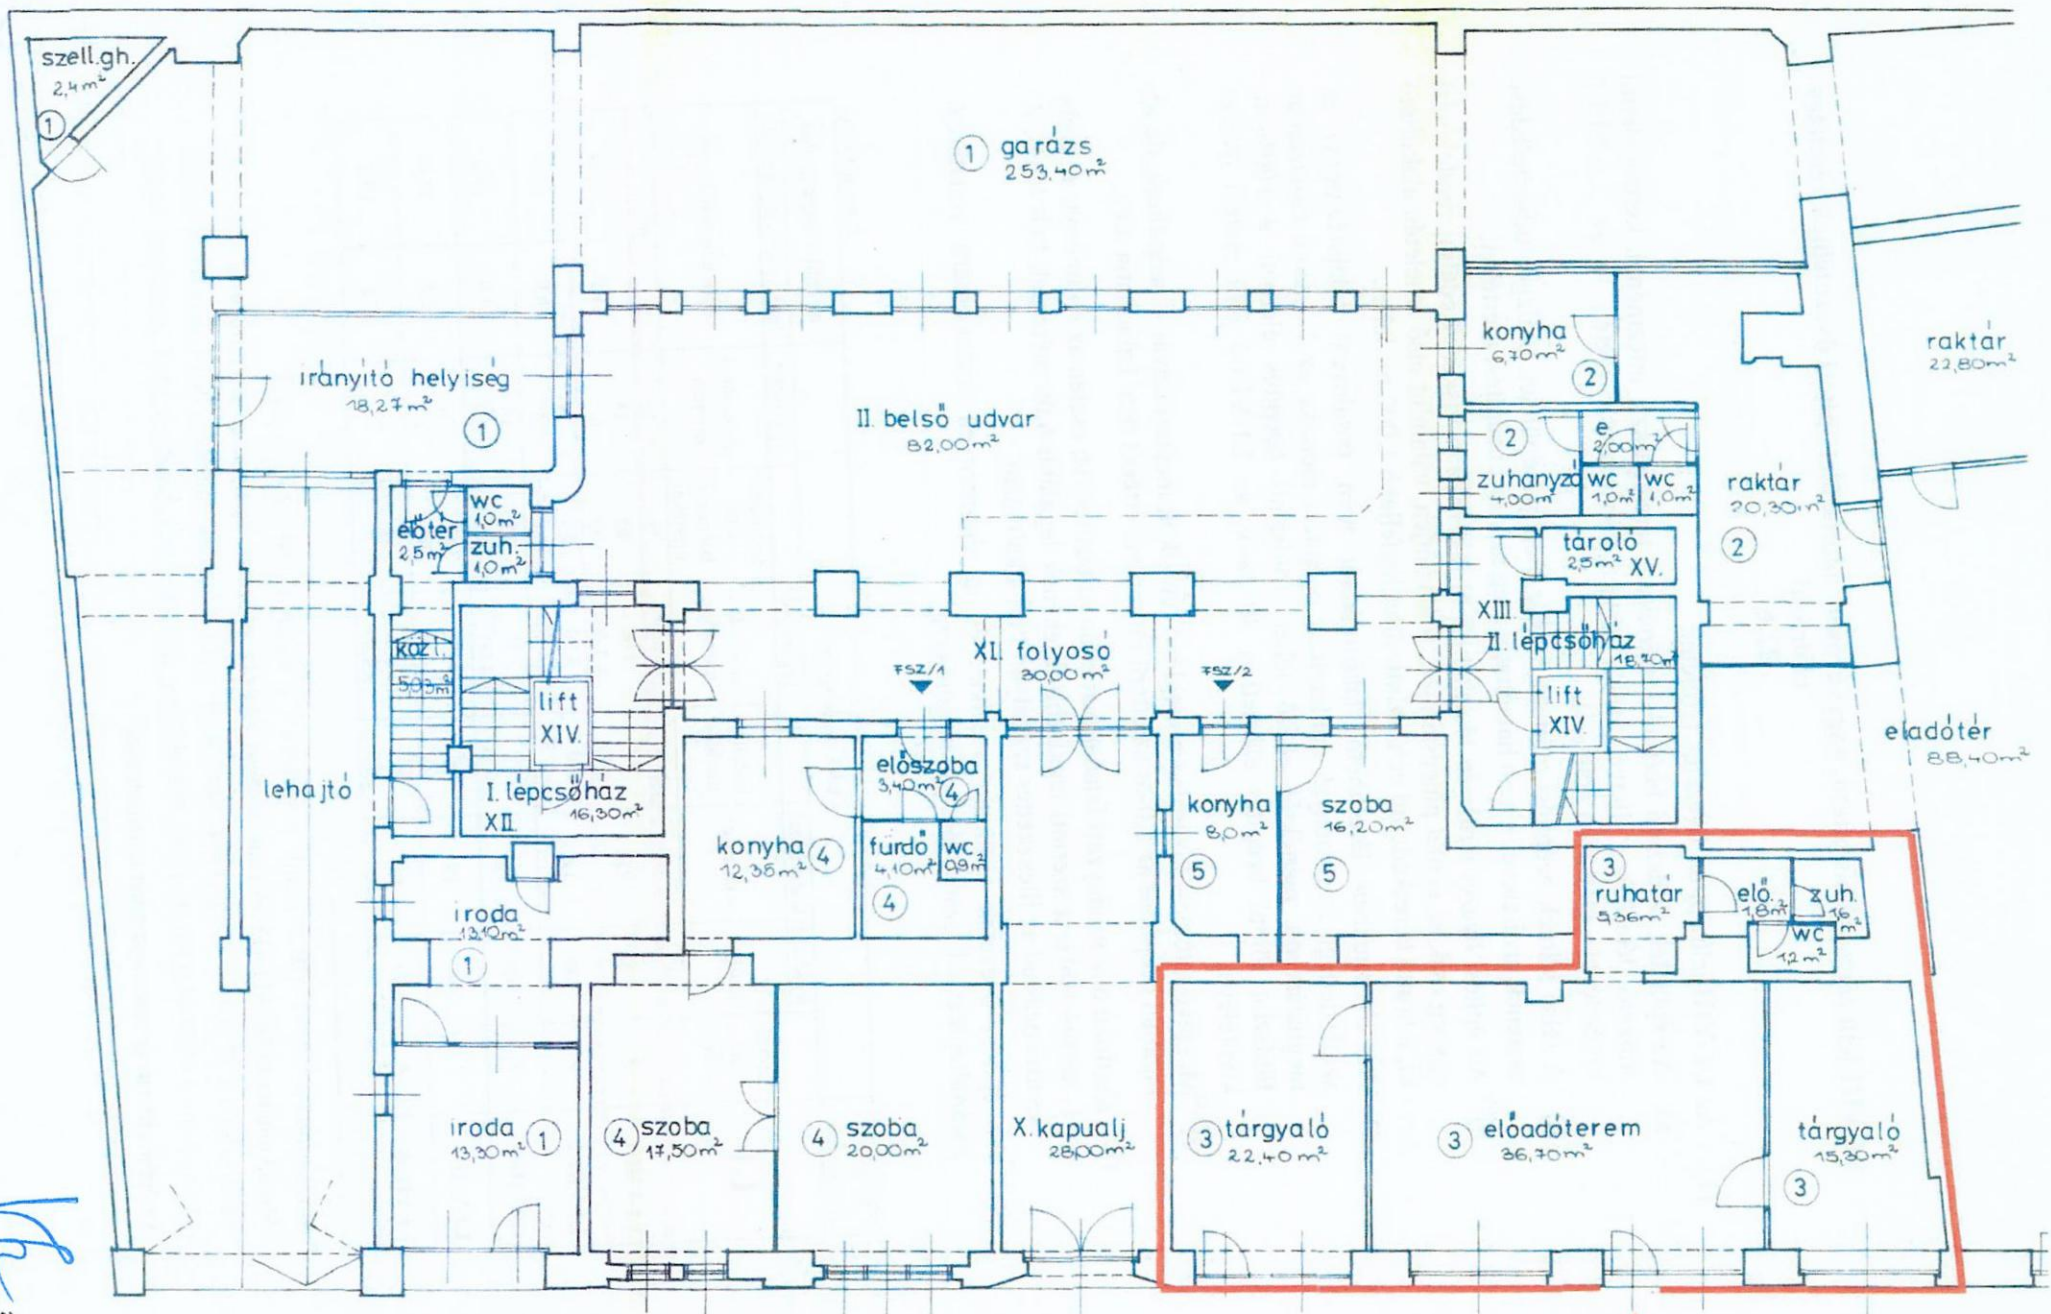 szell.gh.
2,4m²
1
1 garázs
253,40m²
konyha
6,70m²
2
raktár
22,80m²
irányító helyiség
18,27m²
1
II. belső udvar
82,00m²
2
e.
2,00m²
zuhanyzó
4,00m²
wc
1,0m²
wc
1,0m²
raktár
20,30m²
2
előtér
2,5m²
wc
1,0m²
zuh.
1,0m²
tároló
2,5m² XV.
XIII.
II. lépcsőház
18,70m²
lift
XIV.
közl.
5,03m²
lift
XIV.
I. lépcsőház
XII. 16,30m²
XI. folyosó
30,00m²
FSZ/1
FSZ/2
eladótér
88,40m²
lehajtó
konyha 4
12,35m²
előszoba
3,40m² 4
fürdő
4,10m²
4
wc
0,9m²
konyha
8,0m²
5
szoba
16,20m²
5
3
ruhatár
5,36m²
elő.
1,8m²
zuh.
1,6
m²
wc
1,2m²
iroda
13,10m²
1
iroda
13,30m² 1
4 szoba
17,50m²
4 szoba
20,00m²
X. kapualj
28,00m²
3 tárgyaló
22,40m²
3 előadóterem
36,70m²
tárgyaló
15,30m²
3